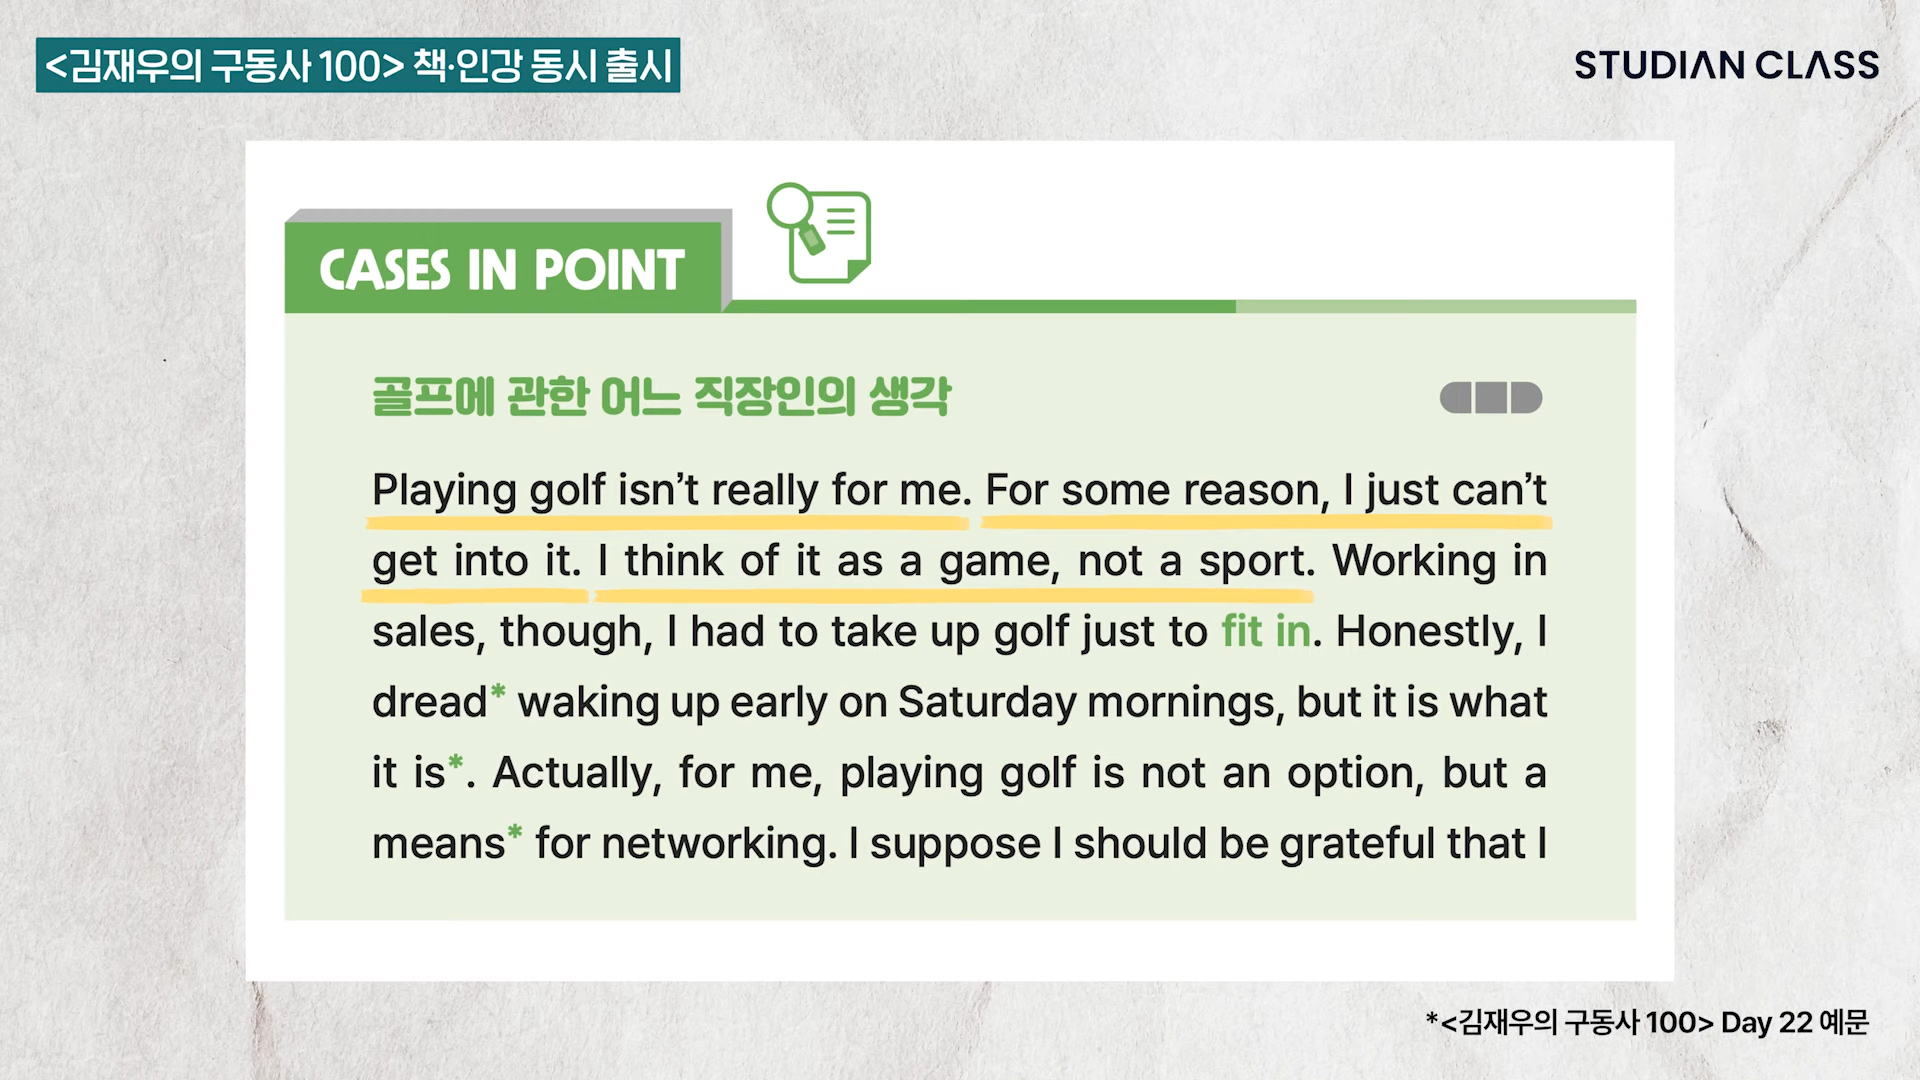 <김재우의 구동사 100> 책·인강 동시 출시
STUDIAN CLASS
CASES IN POINT
골프에 관한 어느 직장인의 생각
Playing golf isn’t really for me. For some reason, I just can’t
get into it. I think of it as a game, not a sport. Working in
sales, though, I had to take up golf just to fit in. Honestly, I
dread* waking up early on Saturday mornings, but it is what
it is*. Actually, for me, playing golf is not an option, but a
means* for networking. I suppose I should be grateful that I
*<김재우의 구동사 100> Day 22 예문